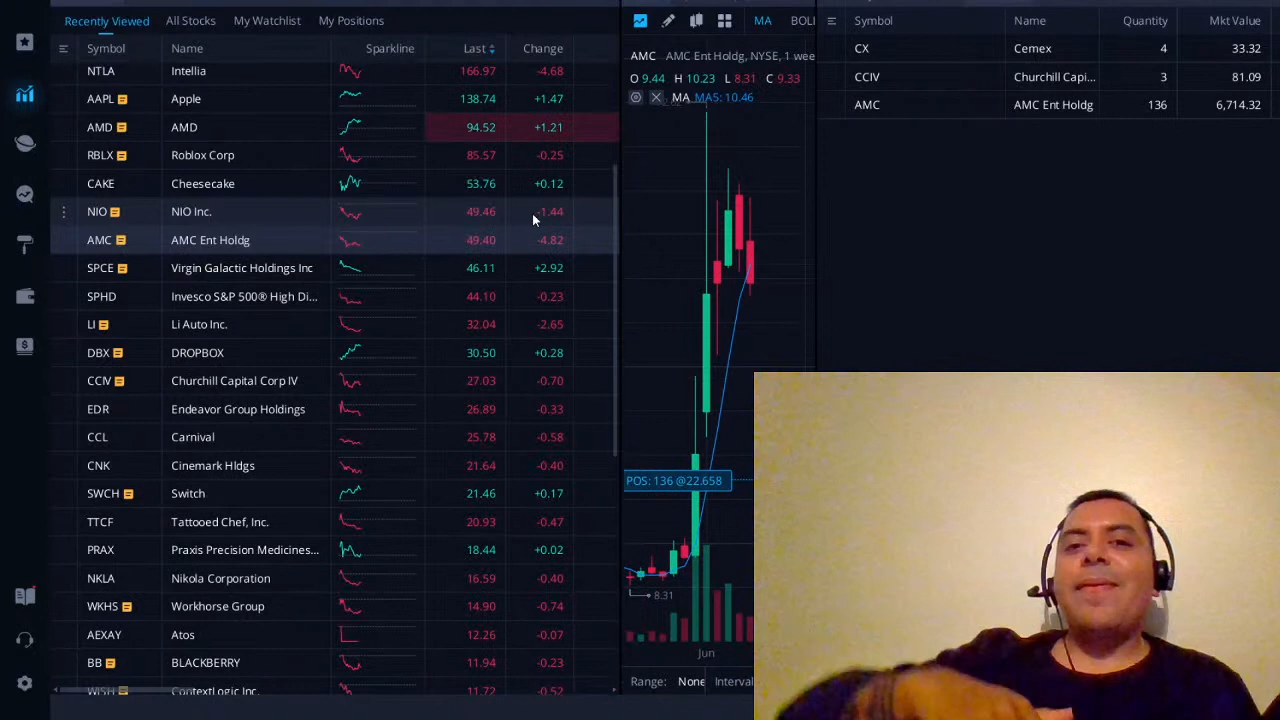 Recently Viewed All Stocks My Watchlist My Positions
Symbol Name Sparkline Last Change
NTLA Intellia 166.97 -4.68
AAPL Apple 138.74 +1.47
AMD AMD 94.52 +1.21
RBLX Roblox Corp 85.57 -0.25
CAKE Cheesecake 53.76 +0.12
NIO NIO Inc. 49.46 -1.44
AMC AMC Ent Holdg 49.40 -4.82
SPCE Virgin Galactic Holdings Inc 46.11 +2.92
SPHD Invesco S&P 500® High Di... 44.10 -0.23
LI Li Auto Inc. 32.04 -2.65
DBX DROPBOX 30.50 +0.28
CCIV Churchill Capital Corp IV 27.03 -0.70
EDR Endeavor Group Holdings 26.89 -0.33
CCL Carnival 25.78 -0.58
CNK Cinemark Hldgs 21.64 -0.40
SWCH Switch 21.46 +0.17
TTCF Tattooed Chef, Inc. 20.93 -0.47
PRAX Praxis Precision Medicines... 18.44 +0.02
NKLA Nikola Corporation 16.59 -0.40
WKHS Workhorse Group 14.90 -0.74
AEXAY Atos 12.26 -0.07
BB BLACKBERRY 11.94 -0.23
WISH ContextLogic Inc. 11.72 -0.52
MA BOLI
AMC AMC Ent Holdg, NYSE, 1 wee
O 9.44 H 10.23 L 8.31 C 9.33
MA MA5: 10.46
POS: 136 @22.658
8.31
Jun
Range: None Interval
Symbol Name Quantity Mkt Value
CX Cemex 4 33.32
CCIV Churchill Capi... 3 81.09
AMC AMC Ent Holdg 136 6,714.32